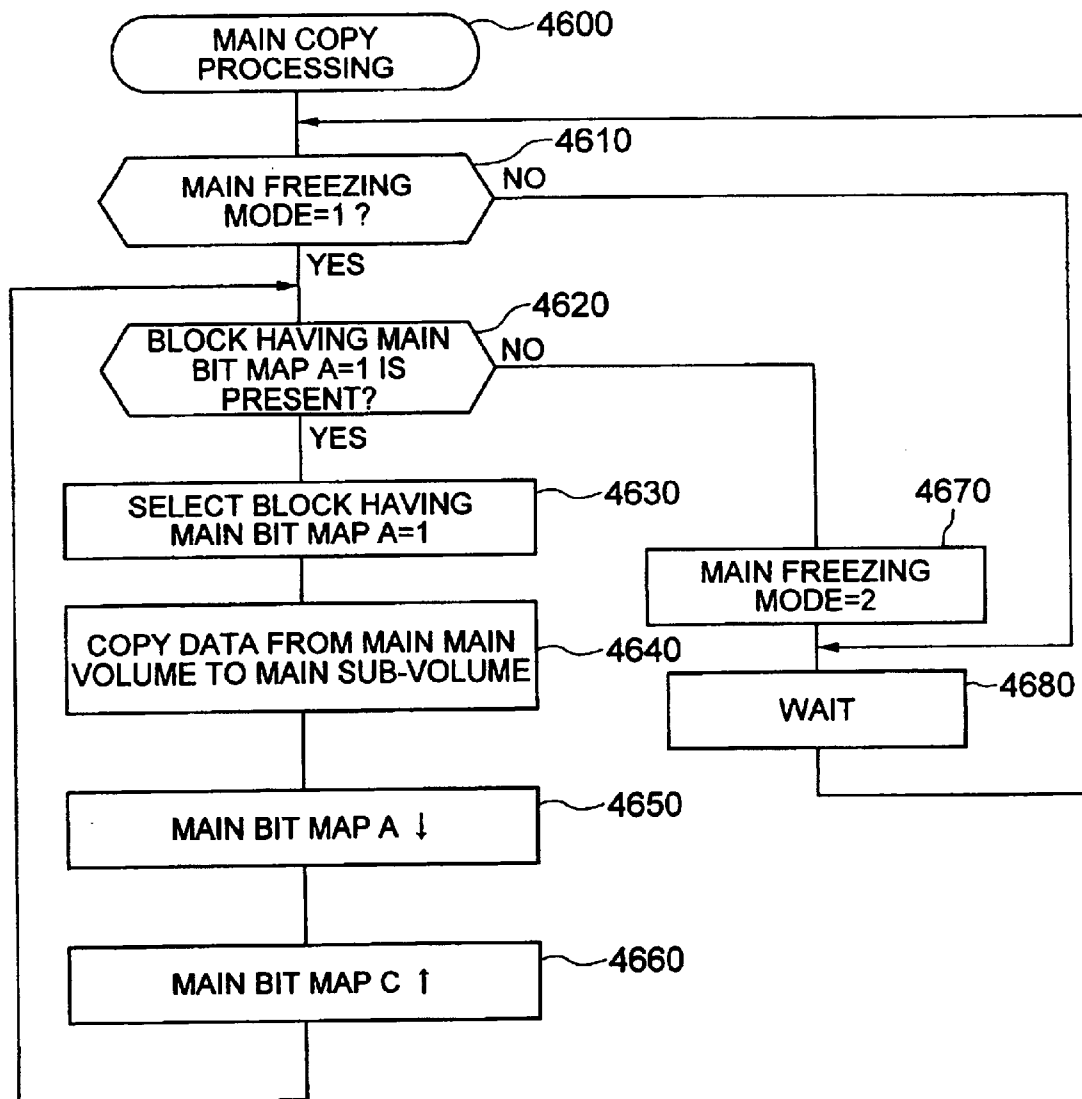 MAIN COPY
PROCESSING
4600
4610
MAIN FREEZING
MODE=1 ?
NO
YES
4620
BLOCK HAVING MAIN
BIT MAP A=1 IS
PRESENT?
NO
YES
4630
SELECT BLOCK HAVING
MAIN BIT MAP A=1
4670
MAIN FREEZING
MODE=2
COPY DATA FROM MAIN MAIN
VOLUME TO MAIN SUB-VOLUME
4640
4680
WAIT
4650
MAIN BIT MAP A ↓
4660
MAIN BIT MAP C ↑